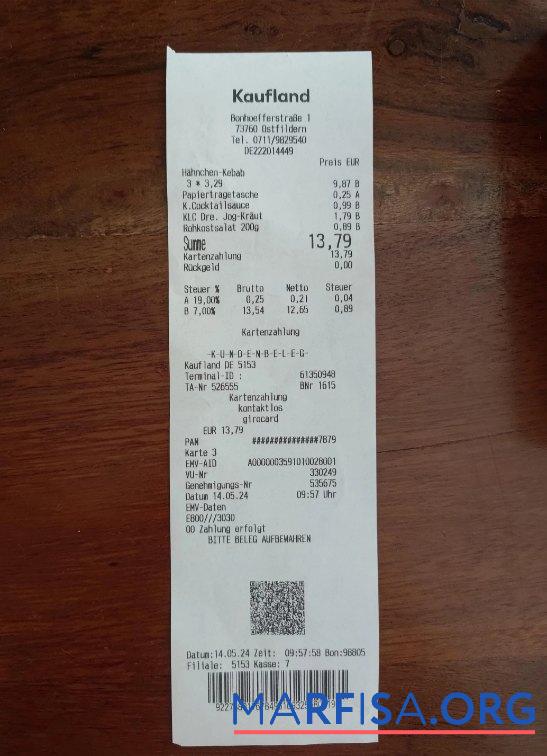 Kaufland
Bonhoefferstraße 1
73760 Ostfildern
Tel. 0711/9829540
DE222014449
Preis EUR
Hähnchen-Kebab
3 * 3,29 9,87 B
Papiertragetasche 0,25 A
K.Cocktailsauce 0,99 B
KLC Dre. Jog-Kräut 1,79 B
Rohkostsalat 200g 0,89 B
Summe 13,79
Kartenzahlung 13,79
Rückgeld 0,00
Steuer % Brutto Netto Steuer
A 19,00% 0,25 0,21 0,04
B 7,00% 13,54 12,65 0,89
Kartenzahlung
-K-U-N-D-E-N-B-E-L-E-G-
Kaufland DE 5153
Terminal-ID : 61350948
TA-Nr 526555 BNr 1615
Kartenzahlung
kontaktlos
girocard
EUR 13,79
PAN ###############7879
Karte 3
EMV-AID A0000003591010028001
VU-Nr 330249
Genehmigungs-Nr 535675
Datum 14.05.24 09:57 Uhr
EMV-Daten
E800///3030
00 Zahlung erfolgt
BITTE BELEG AUFBEWAHREN
Datum:14.05.24 Zeit: 09:57:58 Bon:98805
Filiale: 5153 Kasse: 7
MARFISA.ORG